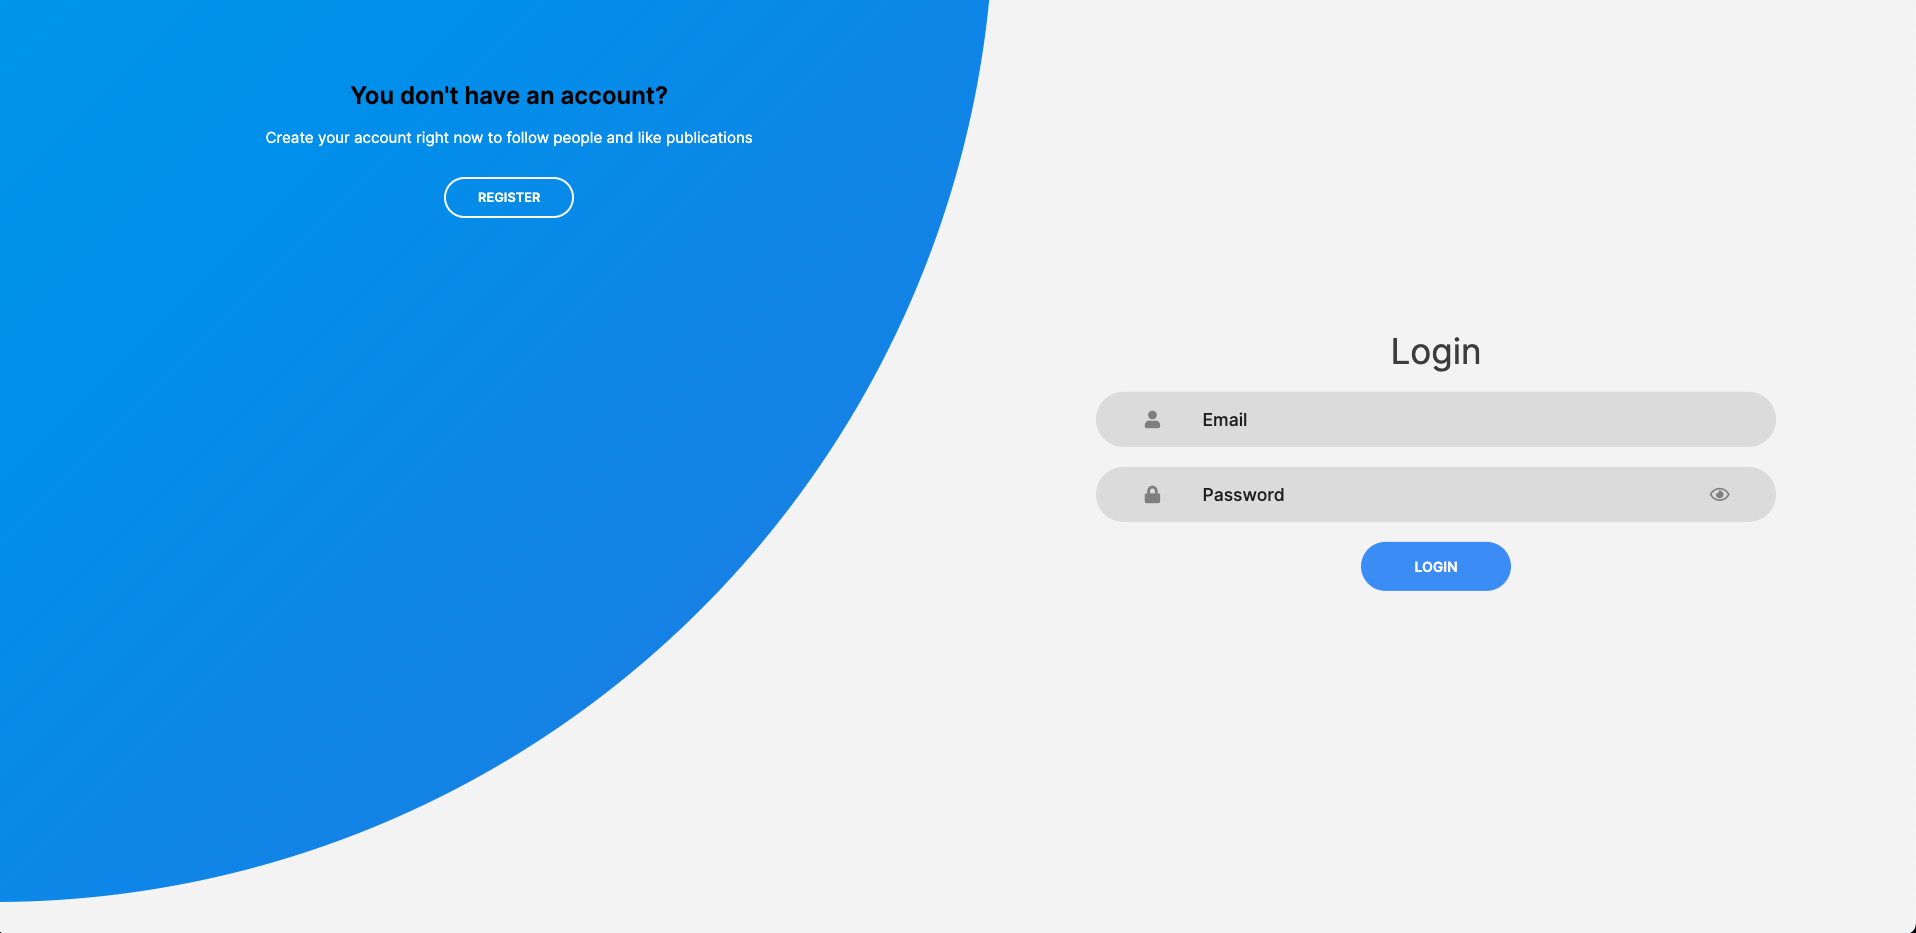 You don't have an account?
Create your account right now to follow people and like publications
REGISTER
Login
Email
Password
LOGIN